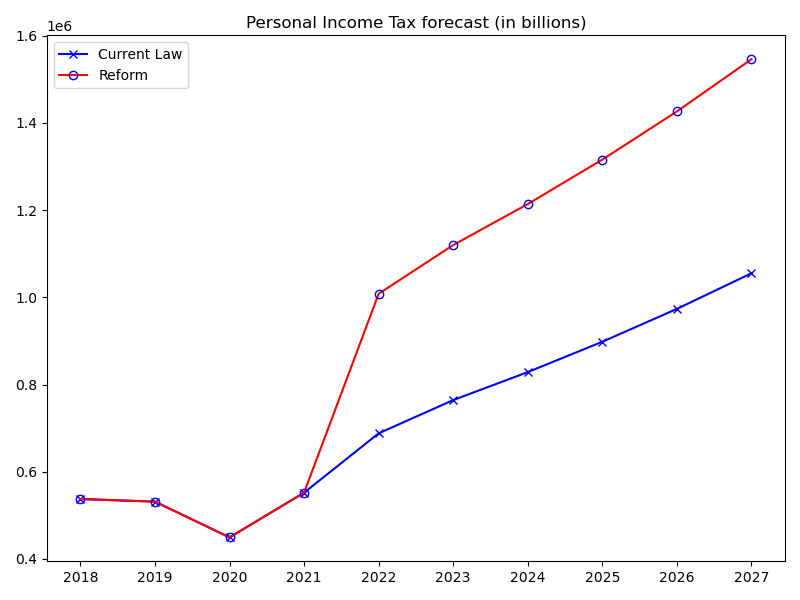 Personal Income Tax forecast (in billions)
1e6
Current Law
Reform
1.6
1.4
1.2
1.0
0.8
0.6
0.4
2018 2019 2020 2021 2022 2023 2024 2025 2026 2027